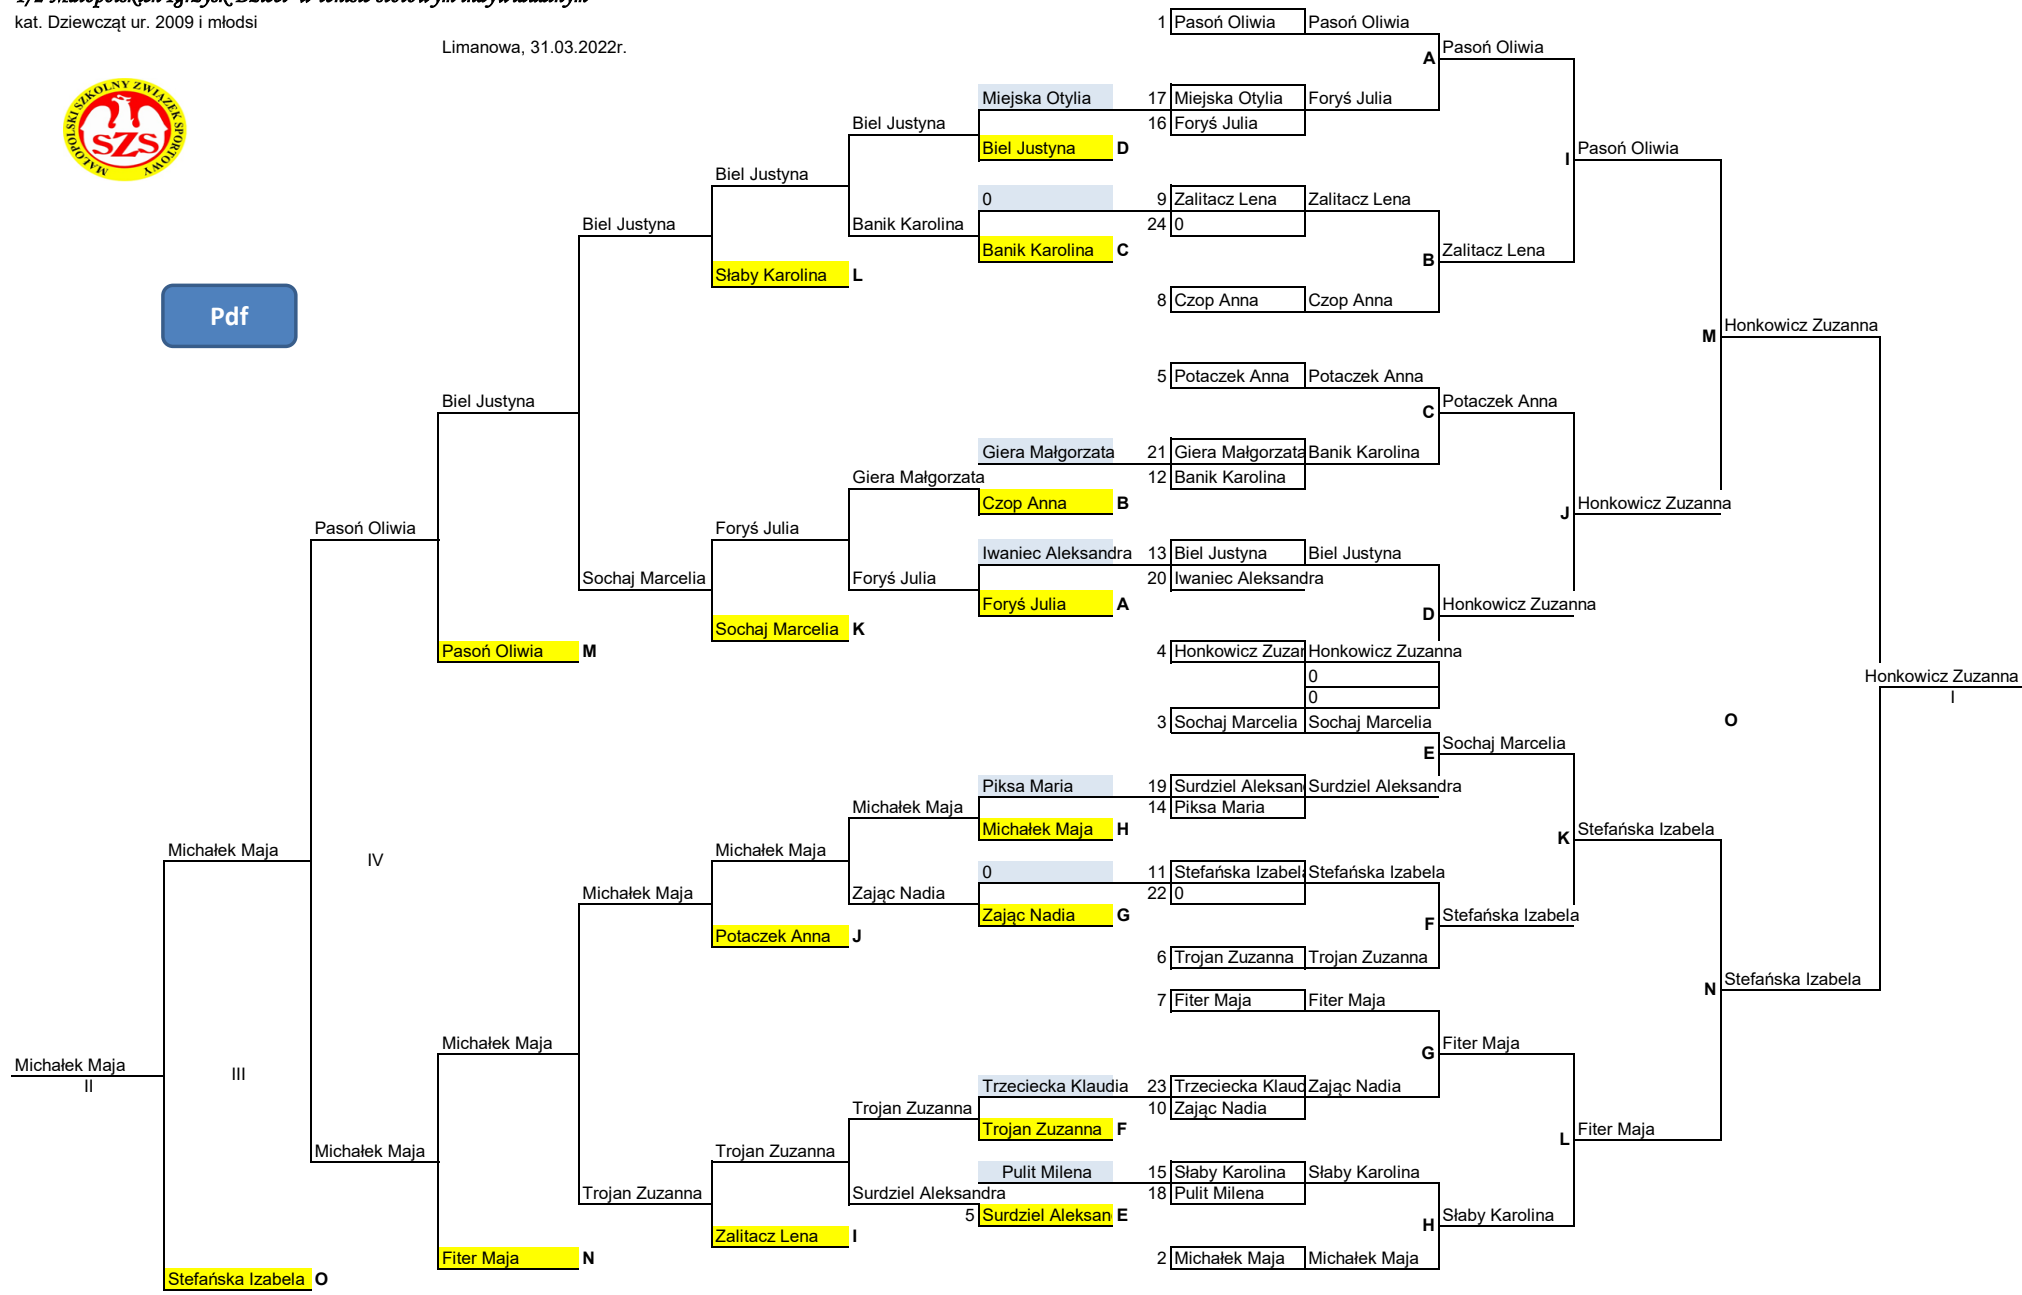 1/2 Małopolskich Igrzysk Dzieci w tenisie stołowym indywidualnym
kat. Dziewcząt ur. 2009 i młodsi
Limanowa, 31.03.2022r.
MAŁOPOLSKI SZKOLNY ZWIĄZEK SPORTOWY
SZS
Pdf
1 Pasoń Oliwia Pasoń Oliwia
A Pasoń Oliwia
Miejska Otylia 17 Miejska Otylia Foryś Julia
Biel Justyna 16 Foryś Julia
Biel Justyna D
I Pasoń Oliwia
Biel Justyna
0 9 Zalitacz Lena Zalitacz Lena
Biel Justyna Banik Karolina 24 0
Banik Karolina C
B Zalitacz Lena
Słaby Karolina L
8 Czop Anna Czop Anna
M Honkowicz Zuzanna
5 Potaczek Anna Potaczek Anna
Biel Justyna
C Potaczek Anna
Giera Małgorzata 21 Giera Małgorzata Banik Karolina
Giera Małgorzata 12 Banik Karolina
Czop Anna B
J Honkowicz Zuzanna
Pasoń Oliwia Foryś Julia
Iwaniec Aleksandra 13 Biel Justyna Biel Justyna
Sochaj Marcelia Foryś Julia 20 Iwaniec Aleksandra
Foryś Julia A
D Honkowicz Zuzanna
Sochaj Marcelia K
Pasoń Oliwia M
4 Honkowicz Zuzar Honkowicz Zuzanna
0
Honkowicz Zuzanna
I
0
3 Sochaj Marcelia Sochaj Marcelia
O
E Sochaj Marcelia
Piksa Maria 19 Surdziel Aleksan Surdziel Aleksandra
Michałek Maja 14 Piksa Maria
Michałek Maja H
K Stefańska Izabela
Michałek Maja IV Michałek Maja
0 11 Stefańska Izabela Stefańska Izabela
Michałek Maja Zając Nadia 22 0
Zając Nadia G
F Stefańska Izabela
Potaczek Anna J
6 Trojan Zuzanna Trojan Zuzanna
N Stefańska Izabela
7 Fiter Maja Fiter Maja
Michałek Maja
G Fiter Maja
Michałek Maja
II
III
Trzeciecka Klaudia 23 Trzeciecka Klaud Zając Nadia
Trojan Zuzanna 10 Zając Nadia
Trojan Zuzanna F
L Fiter Maja
Michałek Maja Trojan Zuzanna
Pulit Milena 15 Słaby Karolina Słaby Karolina
Trojan Zuzanna Surdziel Aleksandra 18 Pulit Milena
5 Surdziel Aleksan E
H Słaby Karolina
Zalitacz Lena I
Fiter Maja N
2 Michałek Maja Michałek Maja
Stefańska Izabela O